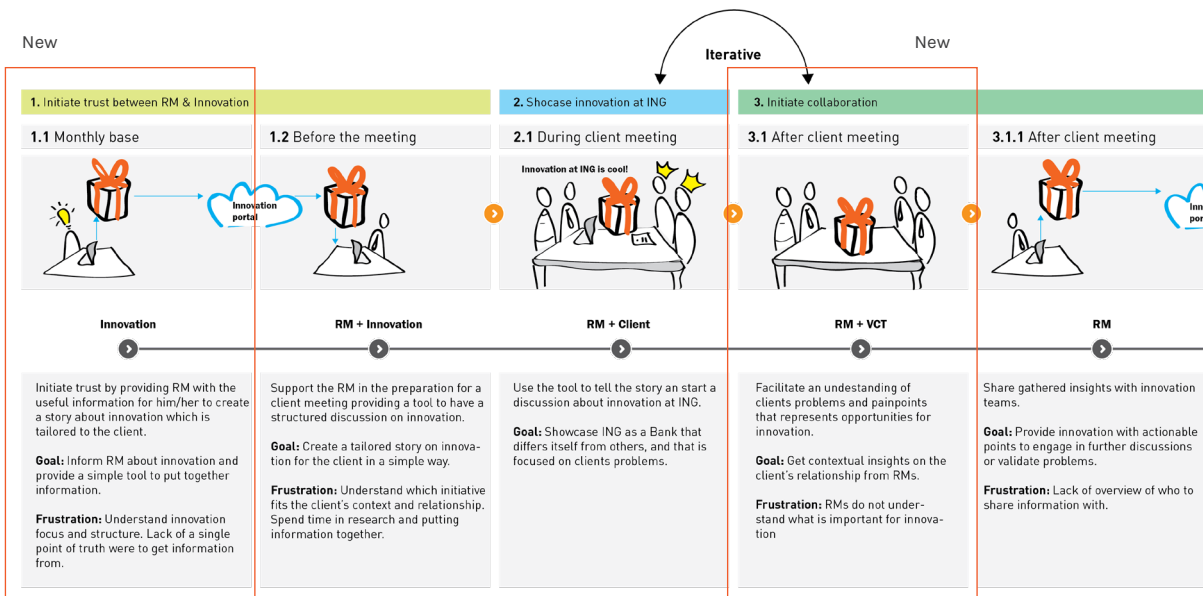 New
New
Iterative
1. Initiate trust between RM & Innovation
2. Shocase innovation at ING
3. Initiate collaboration
1.1 Monthly base
1.2 Before the meeting
2.1 During client meeting
3.1 After client meeting
3.1.1 After client meeting
Innovation
portal
Innovation at ING is cool!
Inn
por
Innovation
RM + Innovation
RM + Client
RM + VCT
RM
Initiate trust by providing RM with the
useful information for him/her to create
a story about innovation which is
tailored to the client.
Goal: Inform RM about innovation and
provide a simple tool to put together
information.
Frustration: Understand innovation
focus and structure. Lack of a single
point of truth were to get information
from.
Support the RM in the preparation for a
client meeting providing a tool to have a
structured discussion on innovation.
Goal: Create a tailored story on innova-
tion for the client in a simple way.
Frustration: Understand which initiative
fits the client's context and relationship.
Spend time in research and putting
information together.
Use the tool to tell the story an start a
discussion about innovation at ING.
Goal: Showcase ING as a Bank that
differs itself from others, and that is
focused on clients problems.
Facilitate an undestanding of
clients problems and painpoints
that represents opportunities for
innovation.
Goal: Get contextual insights on the
client's relationship from RMs.
Frustration: RMs do not under-
stand what is important for innova-
tion
Share gathered insights with innovation
teams.
Goal: Provide innovation with actionable
points to engage in further discussions
or validate problems.
Frustration: Lack of overview of who to
share information with.